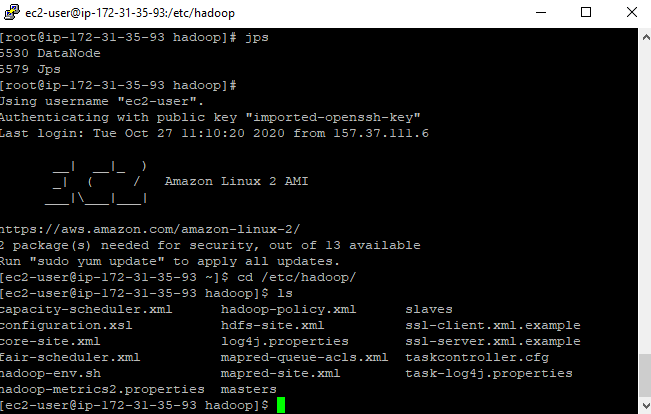 ec2-user@ip-172-31-35-93:/etc/hadoop
[root@ip-172-31-35-93 hadoop]# jps
5530 DataNode
5579 Jps
[root@ip-172-31-35-93 hadoop]#
Using username "ec2-user".
Authenticating with public key "imported-openssh-key"
Last login: Tue Oct 27 11:10:20 2020 from 157.37.111.6
__|  __|_  )
_|  (     /   Amazon Linux 2 AMI
___|\___|___|
https://aws.amazon.com/amazon-linux-2/
2 package(s) needed for security, out of 13 available
Run "sudo yum update" to apply all updates.
[ec2-user@ip-172-31-35-93 ~]$ cd /etc/hadoop/
[ec2-user@ip-172-31-35-93 hadoop]$ ls
capacity-scheduler.xml      hadoop-policy.xml      slaves
configuration.xsl           hdfs-site.xml          ssl-client.xml.example
core-site.xml               log4j.properties       ssl-server.xml.example
fair-scheduler.xml          mapred-queue-acls.xml  taskcontroller.cfg
hadoop-env.sh               mapred-site.xml        task-log4j.properties
hadoop-metrics2.properties  masters
[ec2-user@ip-172-31-35-93 hadoop]$